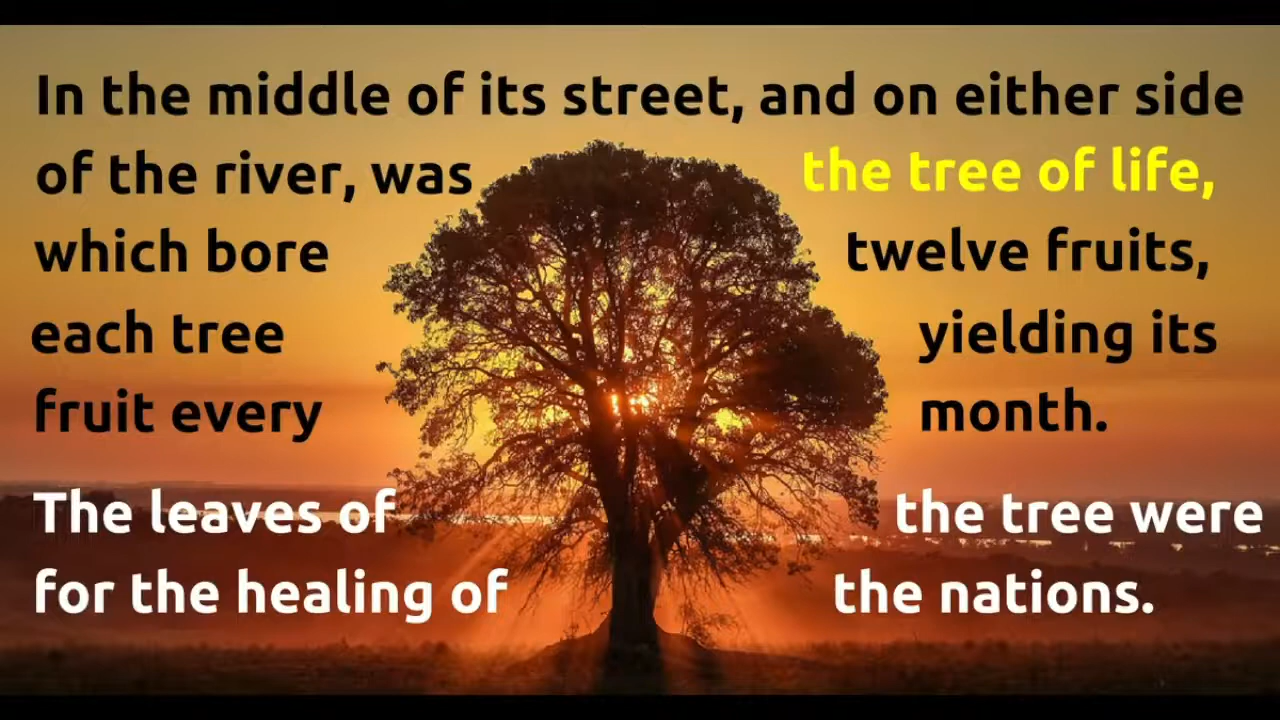 In the middle of its street, and on either side
of the river, was the tree of life,
which bore twelve fruits,
each tree yielding its
fruit every month.
The leaves of the tree were
for the healing of the nations.